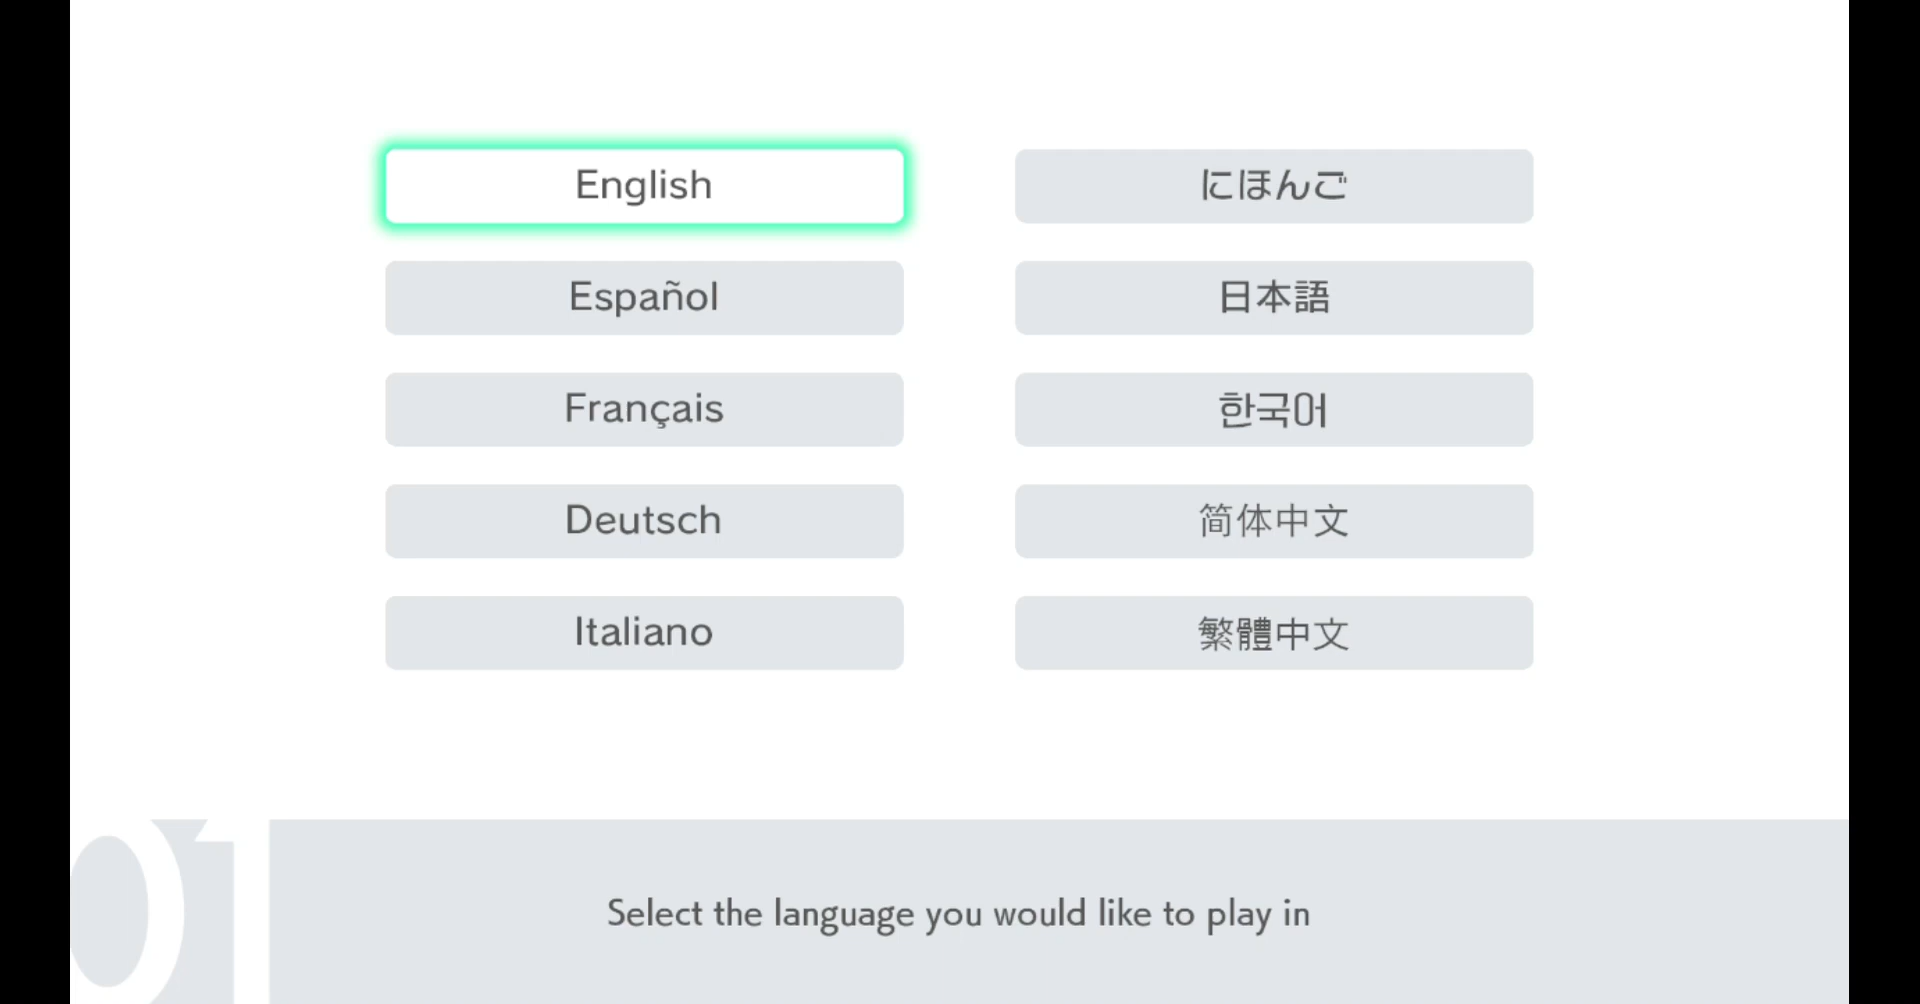 English
Español
Français
Deutsch
Italiano
にほんご
日本語
한국어
简体中文
繁體中文
01
Select the language you would like to play in